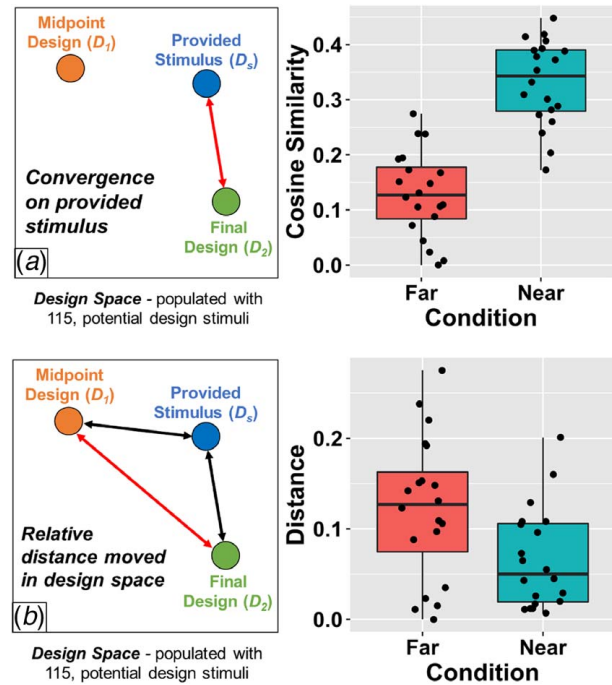 Midpoint
Design (D1)
Provided
Stimulus (Ds)
Convergence
on provided
stimulus
Final
Design (D2)
(a)
Design Space - populated with
115, potential design stimuli
Cosine Similarity
0.4
0.3
0.2
0.1
0.0
Far
Near
Condition
Midpoint
Design (D1)
Provided
Stimulus (Ds)
Relative
distance moved
in design space
Final
Design (D2)
(b)
Design Space - populated with
115, potential design stimuli
Distance
0.2
0.1
0.0
Far
Near
Condition